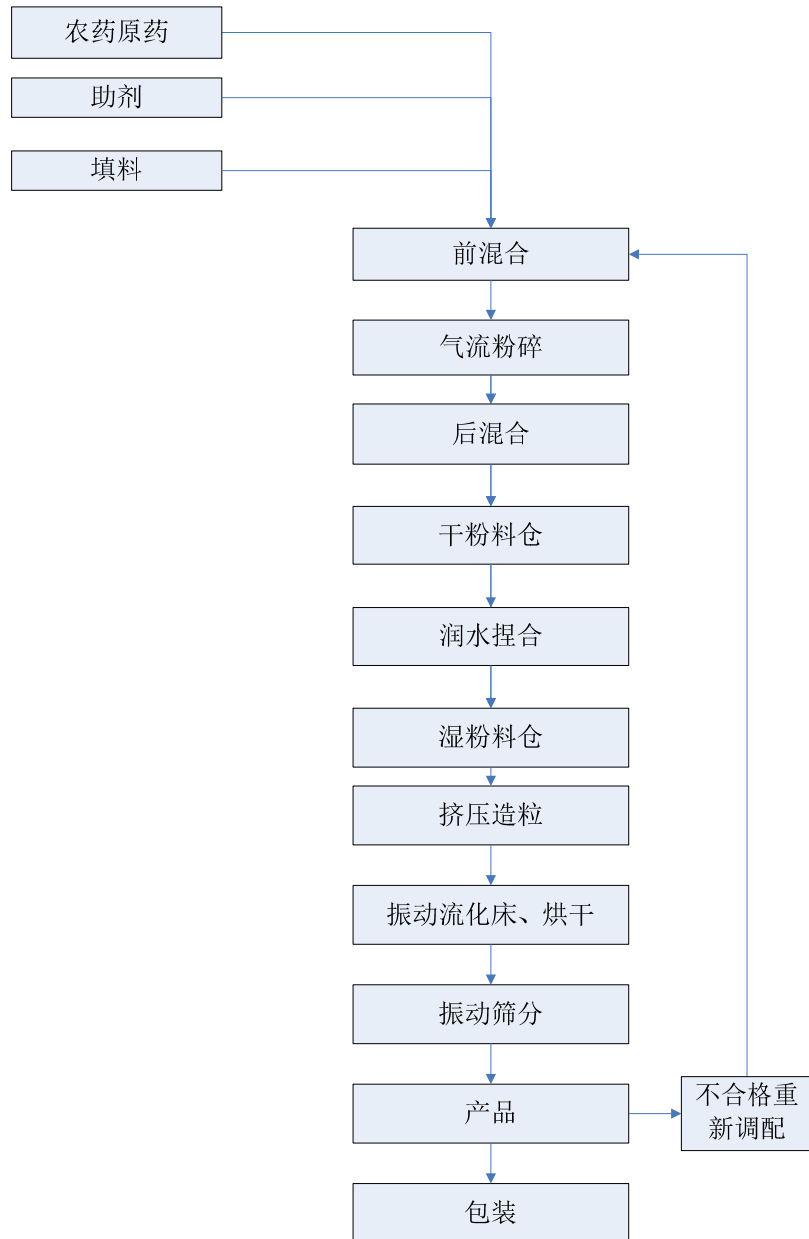 农药原药
助剂
填料
前混合
气流粉碎
后混合
干粉料仓
润水捏合
湿粉料仓
挤压造粒
振动流化床、烘干
振动筛分
产品
不合格重
新调配
包装